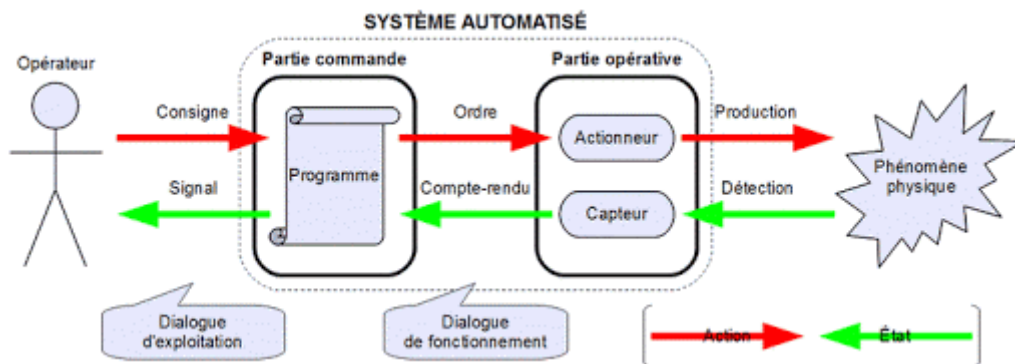 SYSTÈME AUTOMATISÉ
Opérateur
Partie commande
Partie opérative
Consigne
Ordre
Production
Actionneur
Programme
Phénomène
physique
Signal
Compte-rendu
Détection
Capteur
Dialogue
d'exploitation
Dialogue
de fonctionnement
Action
État